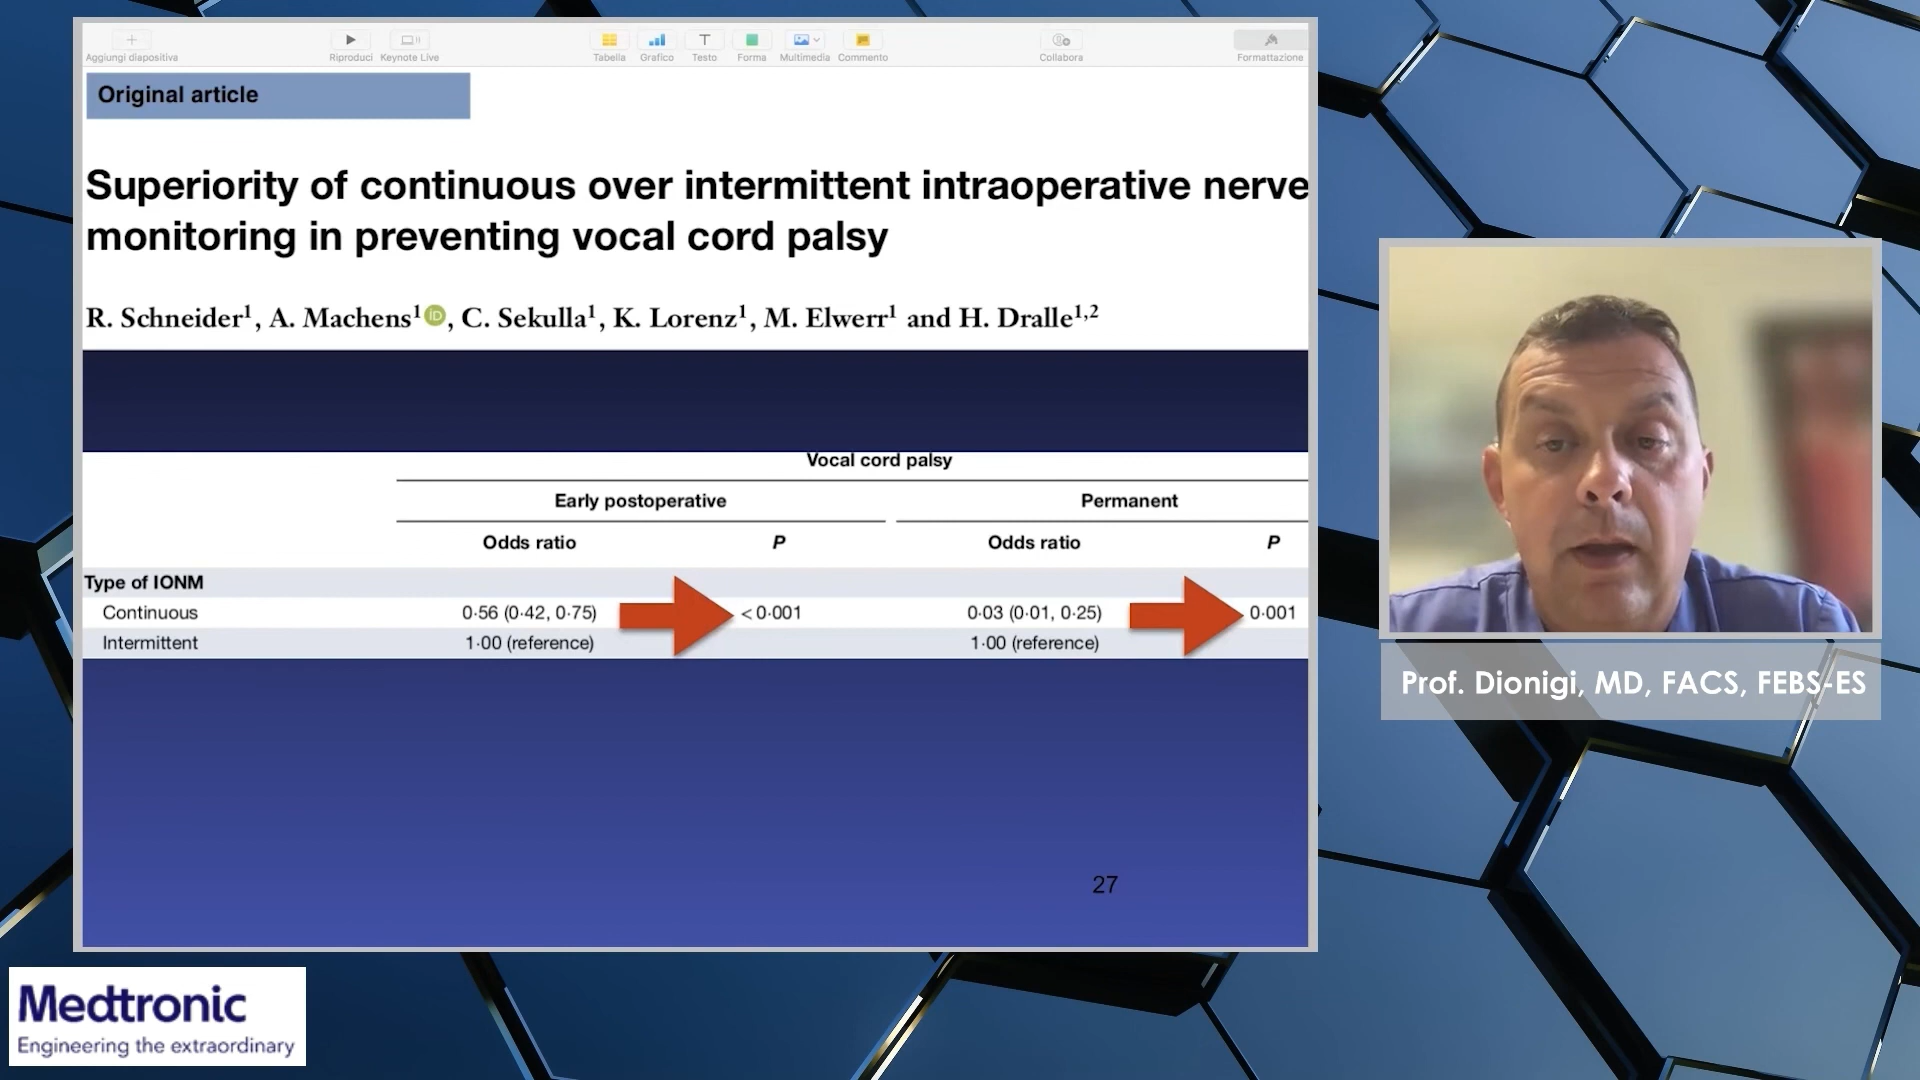 Aggiungi diapositiva
Riproduci
Keynote Live
Tabella
Grafico
Testo
Forma
Multimedia
Commento
Collabora
Formattazione
Original article
Superiority of continuous over intermittent intraoperative nerve
monitoring in preventing vocal cord palsy
R. Schneider1, A. Machens1 iD, C. Sekulla1, K. Lorenz1, M. Elwerr1 and H. Dralle1,2
Vocal cord palsy
Early postoperative Permanent
Odds ratio P Odds ratio P
Type of IONM
Continuous 0·56 (0·42, 0·75) <0·001 0·03 (0·01, 0·25) 0·001
Intermittent 1·00 (reference) 1·00 (reference)
27
Prof. Dionigi, MD, FACS, FEBS-ES
Medtronic
Engineering the extraordinary